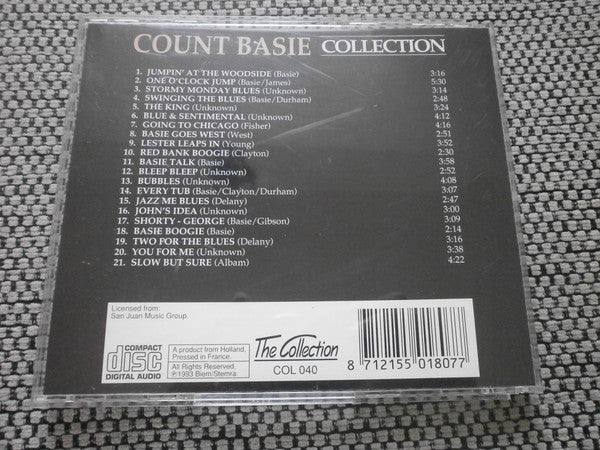 COUNT BASIE COLLECTION
1. JUMPIN' AT THE WOODSIDE (Basie) 3:16
2. ONE O'CLOCK JUMP (Basie/James) 5:30
3. STORMY MONDAY BLUES (Unknown) 3:14
4. SWINGING THE BLUES (Basie/Durham) 2:48
5. THE KING (Unknown) 3:24
6. BLUE & SENTIMENTAL (Unknown) 4:12
7. GOING TO CHICAGO (Fisher) 4:16
8. BASIE GOES WEST (West) 2:51
9. LESTER LEAPS IN (Young) 3:52
10. RED BANK BOOGIE (Clayton) 2:30
11. BASIE TALK (Basie) 3:58
12. BLEEP BLEEP (Unknown) 2:52
13. BUBBLES (Unknown) 4:08
14. EVERY TUB (Basie/Clayton/Durham) 3:07
15. JAZZ ME BLUES (Delany) 2:47
16. JOHN'S IDEA (Unknown) 3:00
17. SHORTY - GEORGE (Basie/Gibson) 3:09
18. BASIE BOOGIE (Basie) 2:14
19. TWO FOR THE BLUES (Delany) 3:16
20. YOU FOR ME (Unknown) 3:38
21. SLOW BUT SURE (Albam) 4:22
Licensed from:
San Juan Music Group.
COMPACT
disc
DIGITAL AUDIO
A product from Holland,
Pressed in France.
All Rights Reserved,
℗1993 Biem/Stemra.
The Collection
COL 040
8 712155 018077